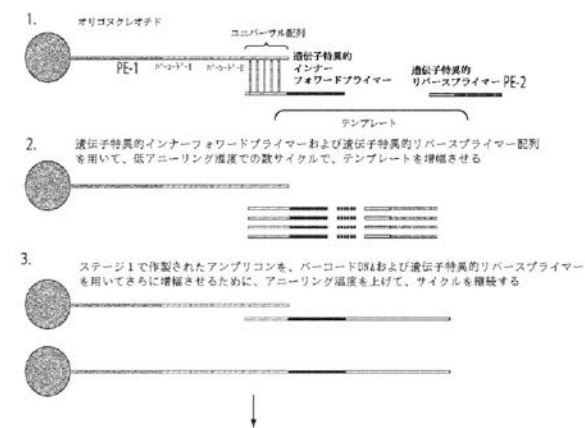 1.
オリゴヌクレオチド
ユニバーサル配列
PE-1
バーコード-Ⅰ
バーコード-Ⅱ
遺伝子特異的
インナー
フォワードプライマー
遺伝子特異的
リバースプライマー PE-2
テンプレート
2.
遺伝子特異的インナーフォワードプライマーおよび遺伝子特異的リバースプライマー配列
を用いて、低アニーリング温度での数サイクルで、テンプレートを増幅させる
3.
ステージ1で作製されたアンプリコンを、バーコードDNAおよび遺伝子特異的リバースプライマー
を用いてさらに増幅させるために、アニーリング温度を上げて、サイクルを継続する